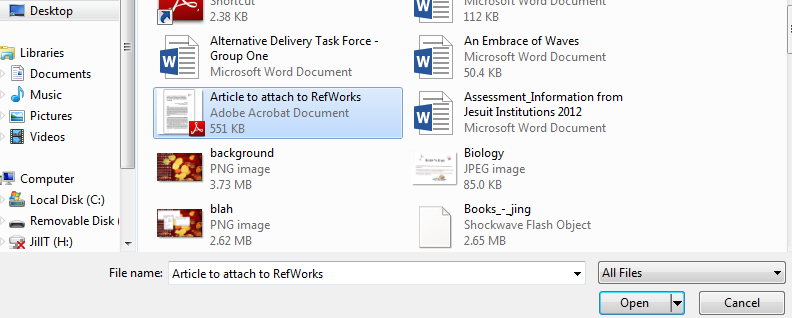 Desktop
Libraries
Documents
Music
Pictures
Videos
Computer
Local Disk (C:)
Removable Disk (
JillIT (H:)
Shortcut
2.38 KB
Microsoft Word Document
112 KB
Alternative Delivery Task Force -
Group One
Microsoft Word Document
An Embrace of Waves
Microsoft Word Document
50.4 KB
Article to attach to RefWorks
Adobe Acrobat Document
551 KB
Assessment_Information from
Jesuit Institutions 2012
Microsoft Word Document
background
PNG image
3.73 MB
Biology
JPEG image
85.0 KB
blah
PNG image
2.62 MB
Books_-_jing
Shockwave Flash Object
2.65 MB
File name: Article to attach to RefWorks
All Files
Open
Cancel